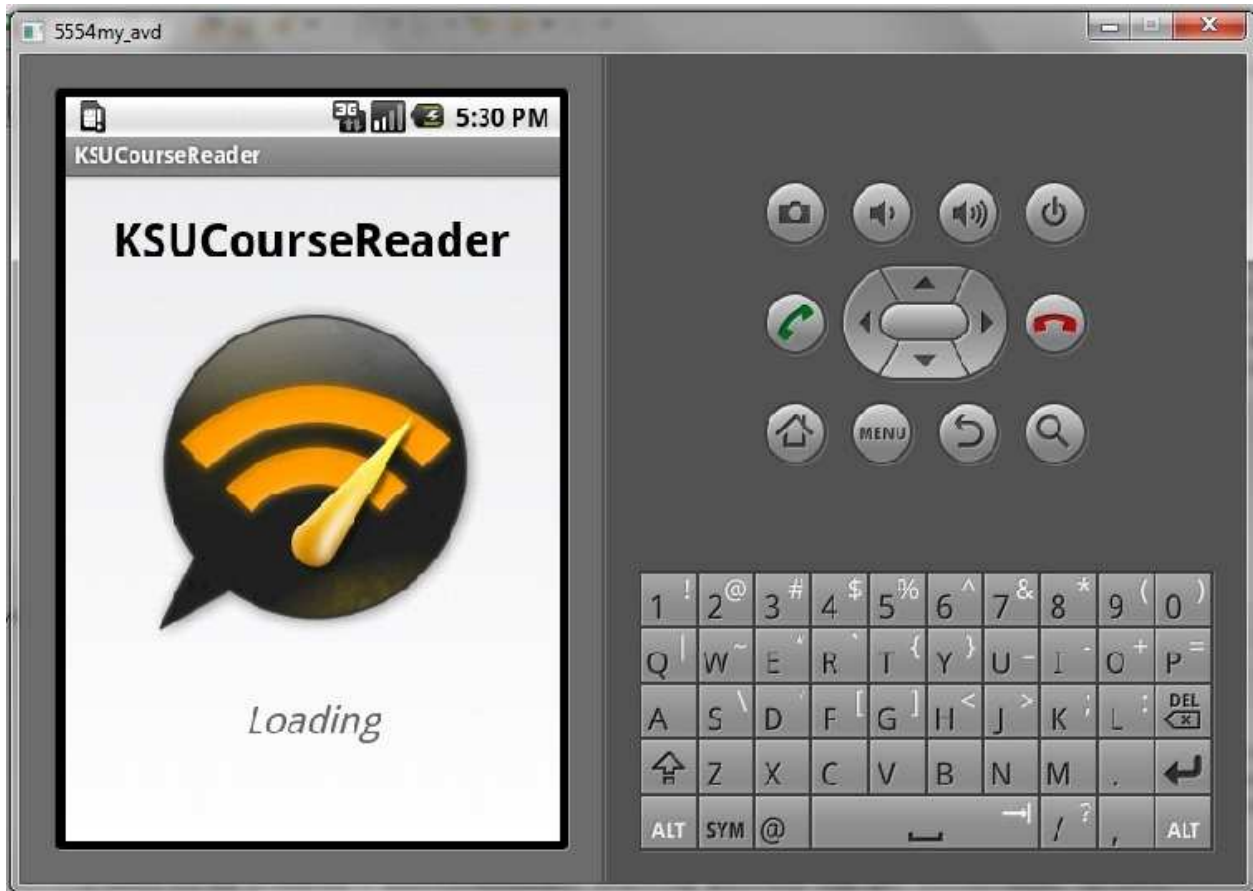 5554my_avd
3G 5:30 PM
KSUCourseReader
KSUCourseReader
Loading
MENU
1 ! 2 @ 3 # 4 $ 5 % 6 ^ 7 & 8 * 9 ( 0 )
Q | W ~ E R ` T { Y } U _ I - O + P =
A S \ D ' F [ G ] H < J > K ; L : DEL
Z X C V B N M .
ALT SYM @ / ? , ALT